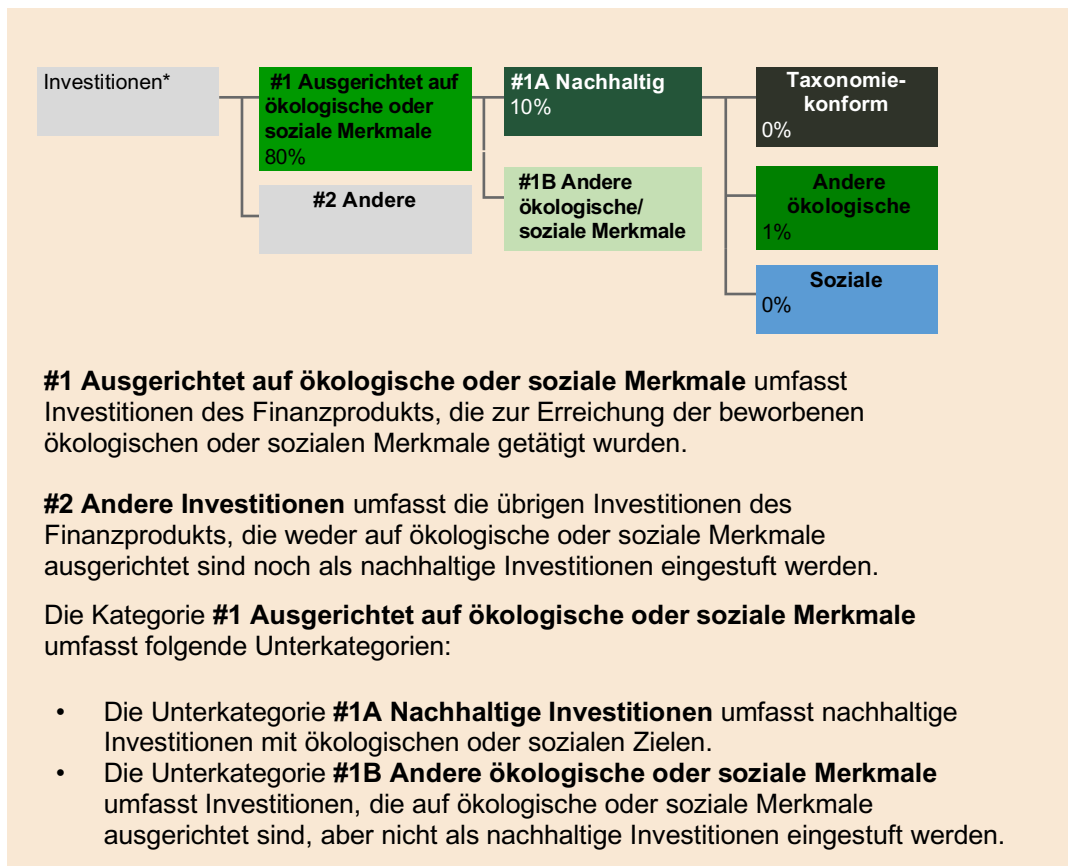 Investitionen*
#1 Ausgerichtet auf
ökologische oder
soziale Merkmale
80%
#2 Andere
#1A Nachhaltig
10%
#1B Andere
ökologische/
soziale Merkmale
Taxonomie-
konform
0%
Andere
ökologische
1%
Soziale
0%
#1 Ausgerichtet auf ökologische oder soziale Merkmale umfasst
Investitionen des Finanzprodukts, die zur Erreichung der beworbenen
ökologischen oder sozialen Merkmale getätigt wurden.
#2 Andere Investitionen umfasst die übrigen Investitionen des
Finanzprodukts, die weder auf ökologische oder soziale Merkmale
ausgerichtet sind noch als nachhaltige Investitionen eingestuft werden.
Die Kategorie #1 Ausgerichtet auf ökologische oder soziale Merkmale
umfasst folgende Unterkategorien:
• Die Unterkategorie #1A Nachhaltige Investitionen umfasst nachhaltige
Investitionen mit ökologischen oder sozialen Zielen.
• Die Unterkategorie #1B Andere ökologische oder soziale Merkmale
umfasst Investitionen, die auf ökologische oder soziale Merkmale
ausgerichtet sind, aber nicht als nachhaltige Investitionen eingestuft werden.